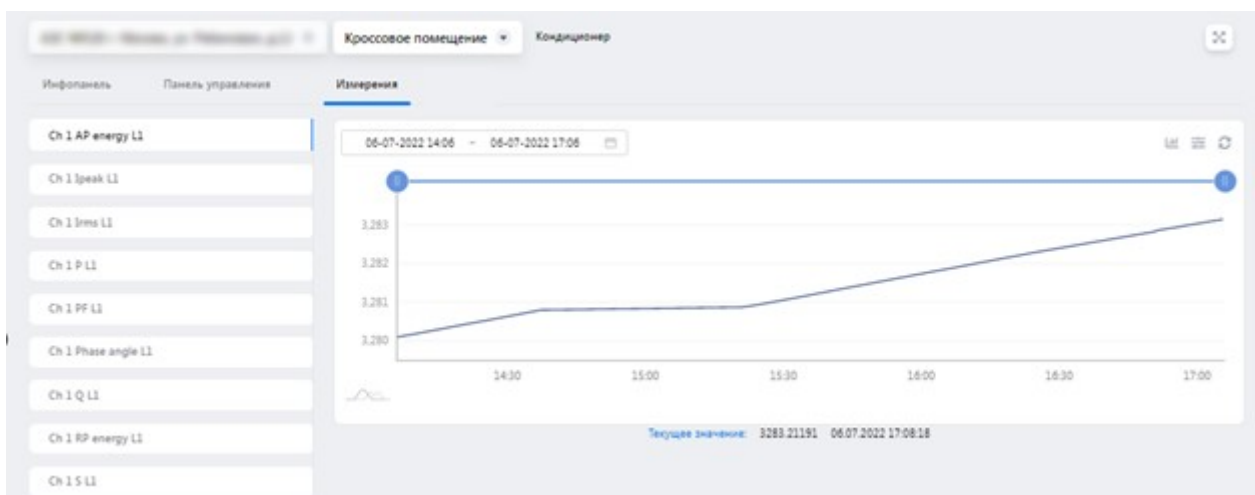 Кроссовое помещение Кондиционер
Инфопанель Панель управления Измерения
Ch 1 AP energy L1
Ch 1 Ipeak L1
Ch 1 Irms L1
Ch 1 P L1
Ch 1 PF L1
Ch 1 Phase angle L1
Ch 1 Q L1
Ch 1 RP energy L1
Ch 1 S L1
06-07-2022 14:06 ~ 06-07-2022 17:06
3,283
3,282
3,281
3,280
14:30 15:00 15:30 16:00 16:30 17:00
Текущее значение: 3283.21191 06.07.2022 17:08:18